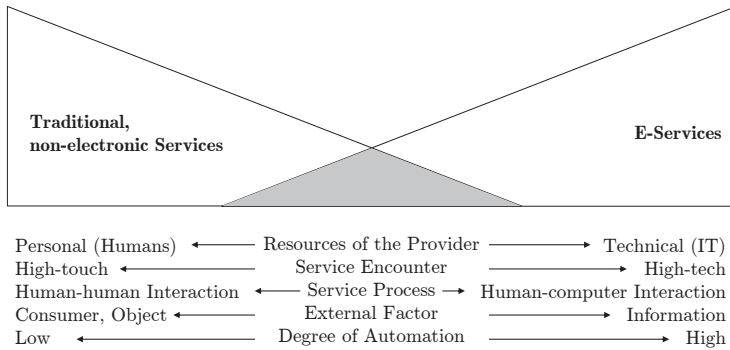 Traditional,
non-electronic Services
E-Services
Personal (Humans) Resources of the Provider Technical (IT)
High-touch Service Encounter High-tech
Human-human Interaction Service Process Human-computer Interaction
Consumer, Object External Factor Information
Low Degree of Automation High